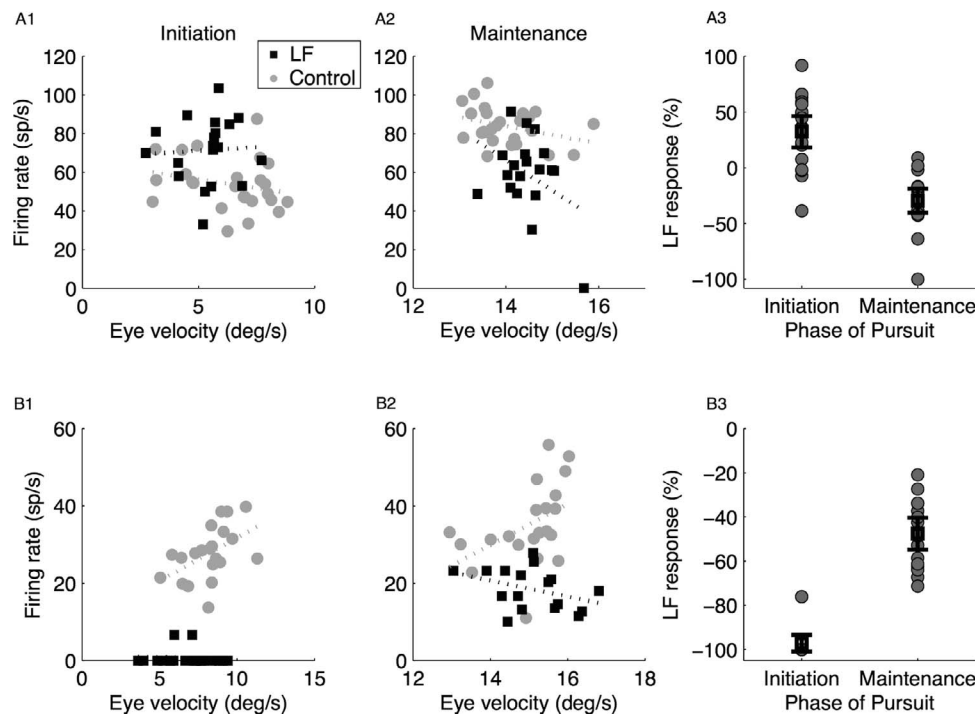 A1
Initiation
A2
Maintenance
A3
LF
Control
120
100
80
60
40
20
0
Firing rate (sp/s)
0
5
10
Eye velocity (deg/s)
120
100
80
60
40
20
0
12
14
16
Eye velocity (deg/s)
100
50
0
−50
−100
LF response (%)
Initiation
Maintenance
Phase of Pursuit
B1
B2
B3
60
40
20
0
Firing rate (sp/s)
0
5
10
15
Eye velocity (deg/s)
60
40
20
0
12
14
16
18
Eye velocity (deg/s)
0
−20
−40
−60
−80
−100
LF response (%)
Initiation
Maintenance
Phase of Pursuit